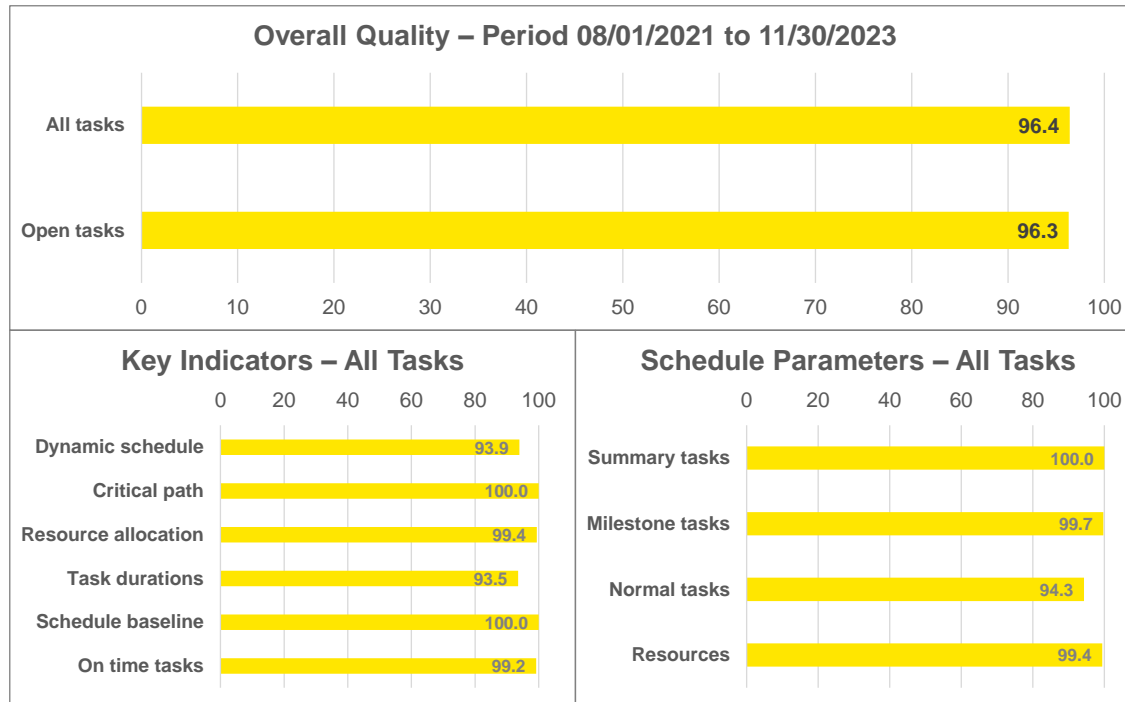 Overall Quality – Period 08/01/2021 to 11/30/2023
All tasks
96.4
Open tasks
96.3
0 10 20 30 40 50 60 70 80 90 100
Key Indicators – All Tasks
0 20 40 60 80 100
Dynamic schedule 93.9
Critical path 100.0
Resource allocation 99.4
Task durations 93.5
Schedule baseline 100.0
On time tasks 99.2
Schedule Parameters – All Tasks
0 20 40 60 80 100
Summary tasks 100.0
Milestone tasks 99.7
Normal tasks 94.3
Resources 99.4